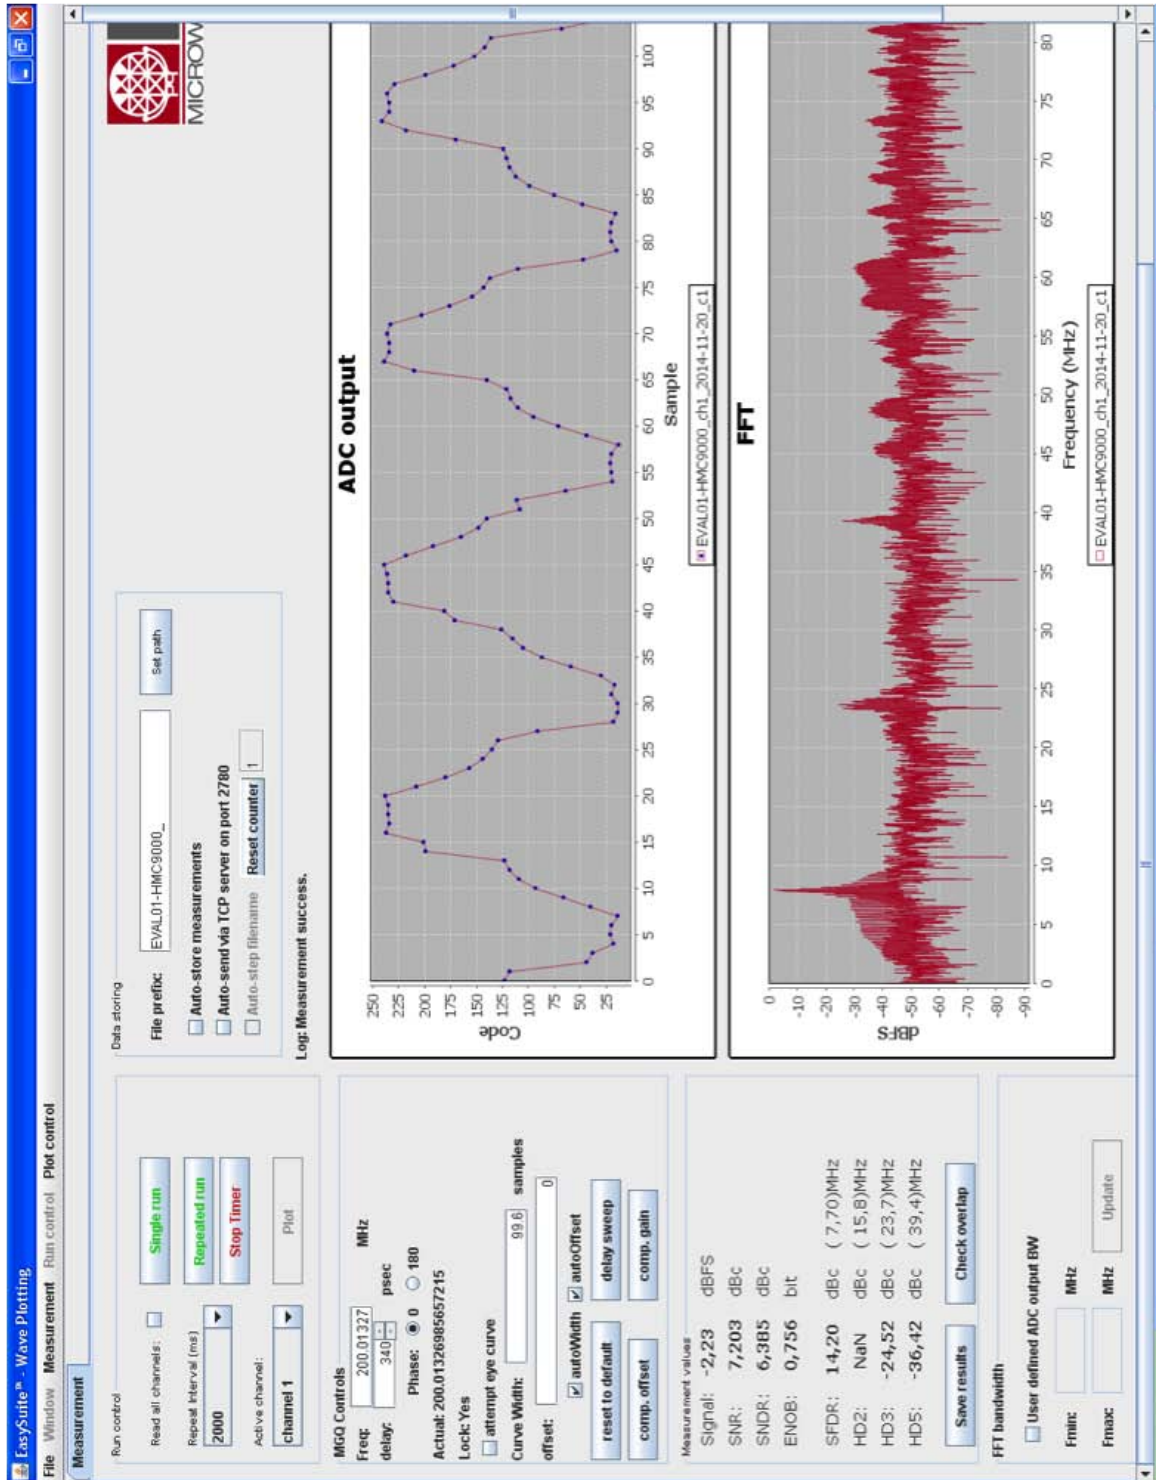 EasySuite™ - Wave Plotting
File Window Measurement Run control Plot control
Measurement
Run control
Read all channels:
Single run
Repeat Interval (ms)
2000
Repeated run
Stop Timer
Active channel:
channel 1
Plot
Data storing
File prefix: EVAL01-HMC9000_ Set path
Auto-store measurements
Auto-send via TCP server on port 2780
Auto-step filename Reset counter 1
Log: Measurement success.
MICROW
MGQ Controls
Freq: 200.01327 MHz
delay: 340 psec
Phase: 0 180
Actual: 200.01326985657215
Lock: Yes
attempt eye curve
Curve Width: 99.6 samples
offset: 0
autoWidth autoOffset
reset to default delay sweep
comp. offset comp. gain
Measurement values
Signal: -2,23 dBFS
SNR: 7,203 dBc
SNDR: 6,385 dBc
ENOB: 0,756 bit
SFDR: 14,20 dBc ( 7,70)MHz
HD2: NaN dBc ( 15,8)MHz
HD3: -24,52 dBc ( 23,7)MHz
HD5: -36,42 dBc ( 39,4)MHz
Save results Check overlap
FFT bandwidth
User defined ADC output BW
Fmin: MHz
Fmax: MHz Update
ADC output
Code
250
225
200
175
150
125
100
75
50
25
0 5 10 15 20 25 30 35 40 45 50 55 60 65 70 75 80 85 90 95 100
Sample
EVAL01-HMC9000_ch1_2014-11-20_c1
FFT
dBFS
0
-10
-20
-30
-40
-50
-60
-70
-80
-90
0 5 10 15 20 25 30 35 40 45 50 55 60 65 70 75 80
Frequency (MHz)
EVAL01-HMC9000_ch1_2014-11-20_c1